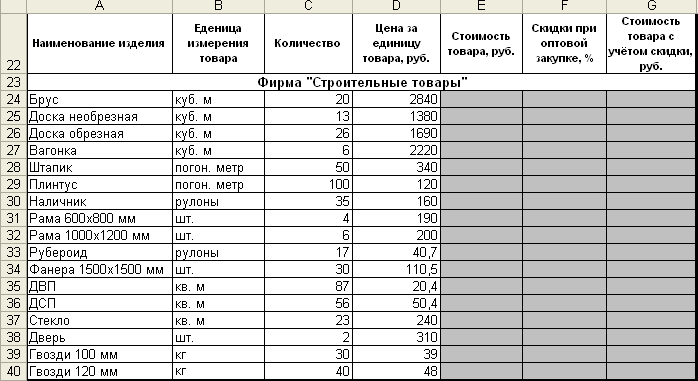 A B C D E F G
22 Наименование изделия Еденица измерения товара Количество Цена за единицу товара, руб. Стоимость товара, руб. Скидки при оптовой закупке, % Стоимость товара с учётом скидки, руб.
23 Фирма "Строительные товары"
24 Брус куб. м 20 2840
25 Доска необрезная куб. м 13 1380
26 Доска обрезная куб. м 26 1690
27 Вагонка куб. м 6 2220
28 Штапик погон. метр 50 340
29 Плинтус погон. метр 100 120
30 Наличник рулоны 35 160
31 Рама 600х800 мм шт. 4 190
32 Рама 1000х1200 мм шт. 6 200
33 Рубероид рулоны 17 40,7
34 Фанера 1500х1500 мм шт. 30 110,5
35 ДВП кв. м 87 20,4
36 ДСП кв. м 56 50,4
37 Стекло кв. м 23 240
38 Дверь шт. 2 310
39 Гвозди 100 мм кг 30 39
40 Гвозди 120 мм кг 40 48